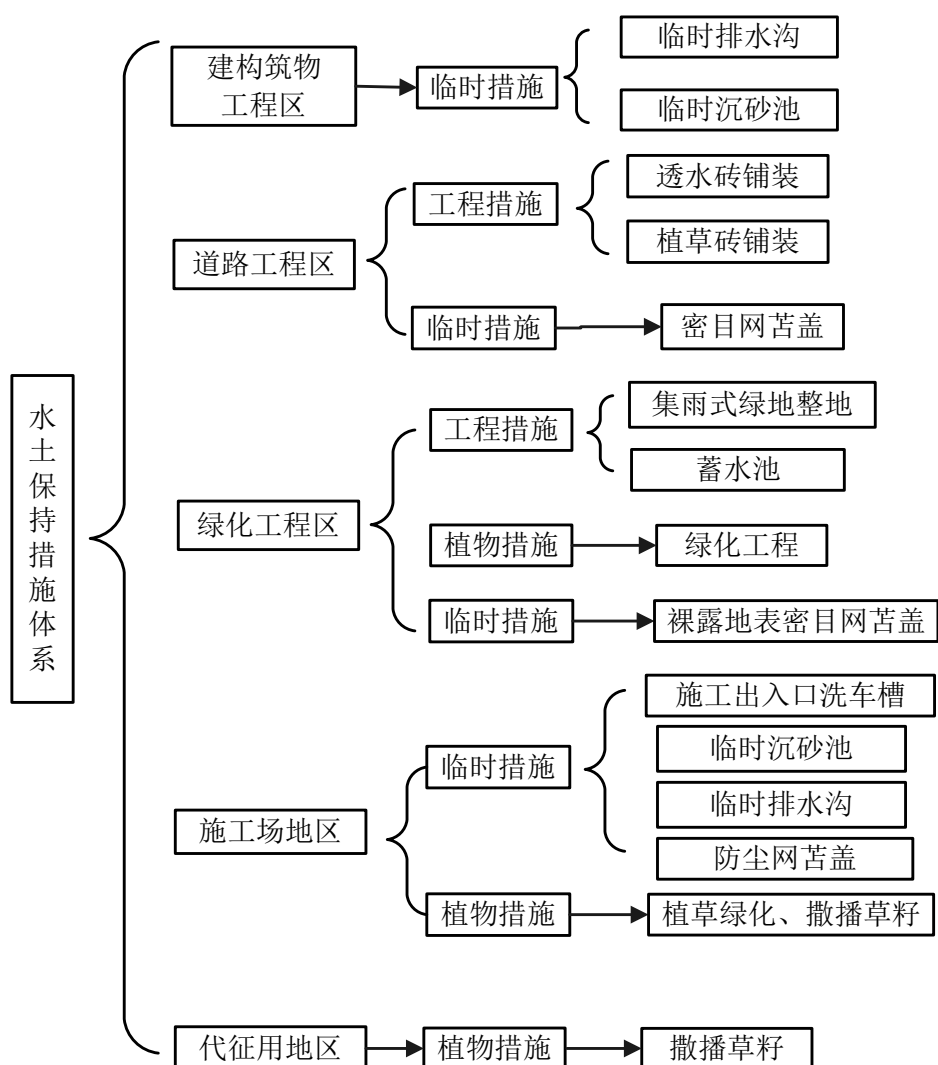 水土保持措施体系
建构筑物
工程区
临时措施
临时排水沟
临时沉砂池
道路工程区
工程措施
透水砖铺装
植草砖铺装
临时措施
密目网苫盖
绿化工程区
工程措施
集雨式绿地整地
蓄水池
植物措施
绿化工程
临时措施
裸露地表密目网苫盖
施工场地区
临时措施
施工出入口洗车槽
临时沉砂池
临时排水沟
防尘网苫盖
植物措施
植草绿化、撒播草籽
代征用地区
植物措施
撒播草籽